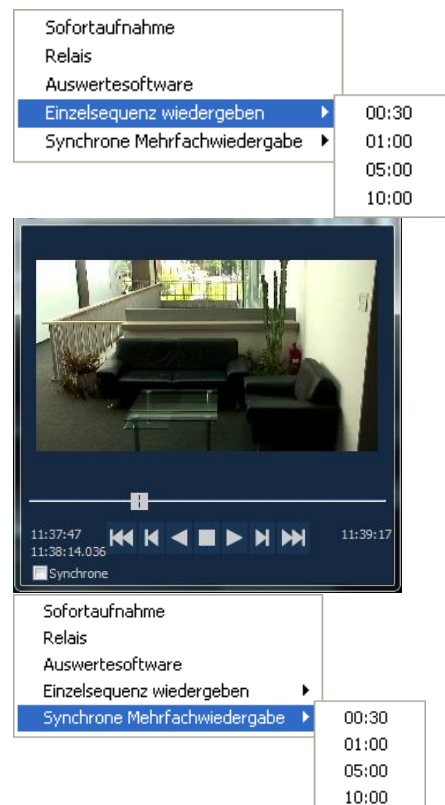 Sofortaufnahme
Relais
Auswertesoftware
Einzelsequenz wiedergeben
Synchrone Mehrfachwiedergabe
00:30
01:00
05:00
10:00
11:37:47
11:38:14.036
11:39:17
Synchrone
Sofortaufnahme
Relais
Auswertesoftware
Einzelsequenz wiedergeben
Synchrone Mehrfachwiedergabe
00:30
01:00
05:00
10:00